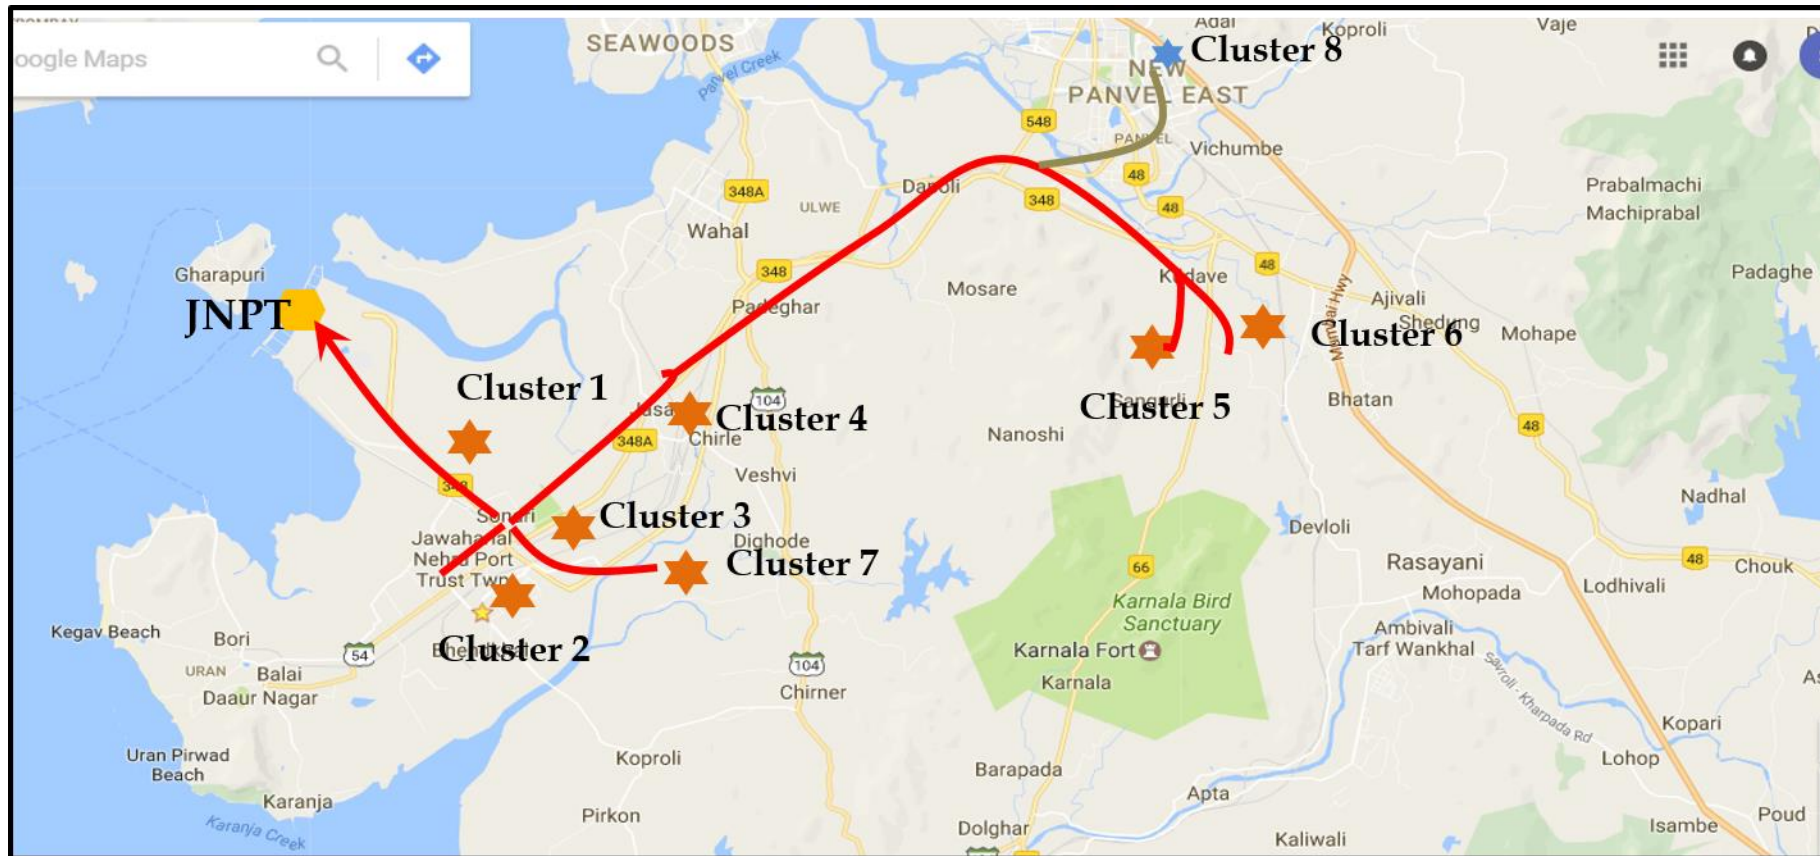 oogle Maps
SEAWOODS
Panvel Creek
Adai
Cluster 8
Koproli
Vaje
NEW
PANVEL EAST
548
PANVEL
Vichumbe
48
Dapoli
348
48
348A
ULWE
Wahal
Prabalmachi
Machiprabal
Gharapuri
JNPT
348
Padeghar
Mosare
Kudave
48
Padaghe
Ajivali
Shedung
Mohape
Mumbai Hwy
Cluster 6
Cluster 5
Sangurli
Bhatan
Cluster 1
104
Cluster 4
348A
Chirle
Nanoshi
48
Veshvi
348
Sonari
Cluster 3
Jawaharlal
Nehru Port
Trust Twn
Dighode
Cluster 7
Nadhal
Devloli
66
Rasayani
Mohopada
48
Chouk
Lodhivali
Karnala Bird
Sanctuary
Karnala Fort
Karnala
Ambivali
Tarf Wankhal
Savroli - Kharpada Rd
Kegav Beach
Bori
54
Cluster 2
URAN
Balai
Daaur Nagar
104
Chirner
Kopari
Lohop
Uran Pirwad
Beach
Koproli
Barapada
Apta
Karanja
Karanja Creek
Pirkon
Dolghar
Kaliwali
Isambe
Poud